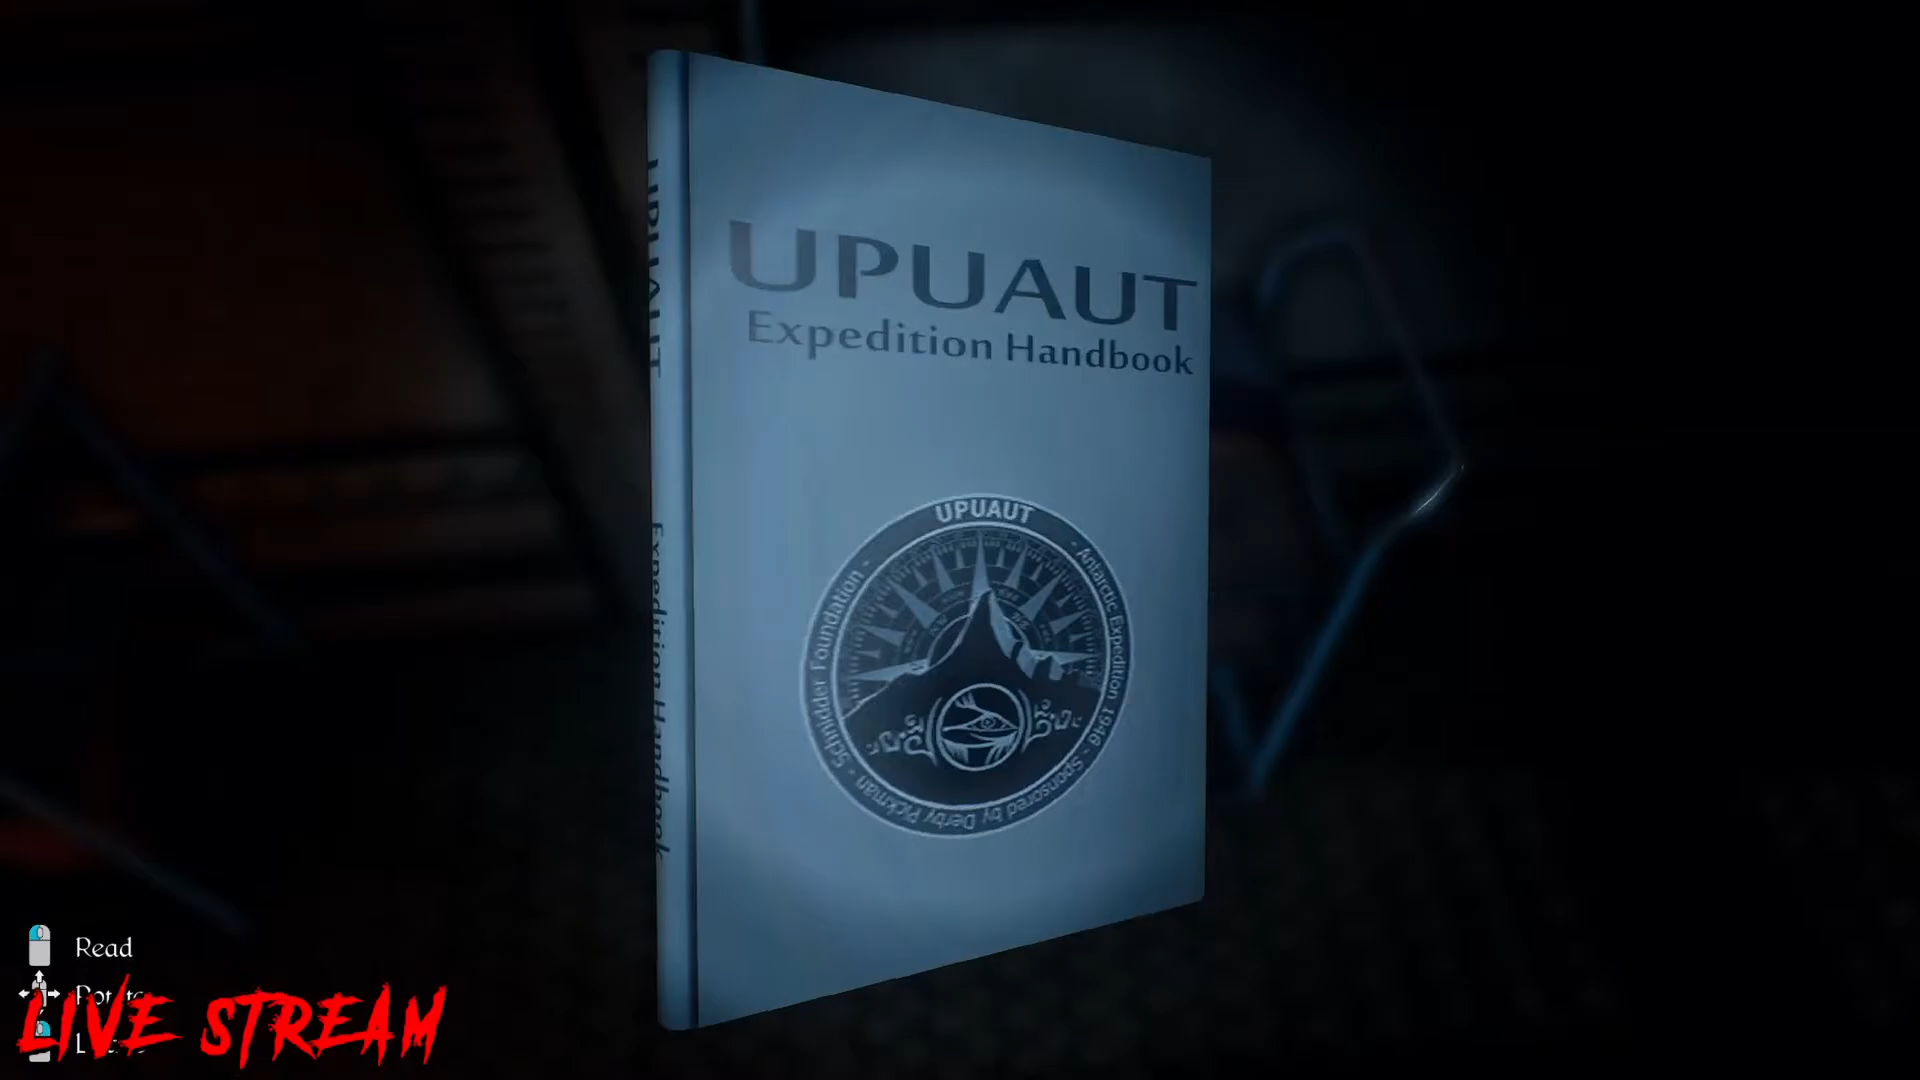 UPUAUT
Expedition Handbook
UPUAUT
Expedition Handbook
UPUAUT
- Antarctic Expedition 1946 - Sponsored by Derby Pickman - Schnidder Foundation -
Read
LIVE STREAM